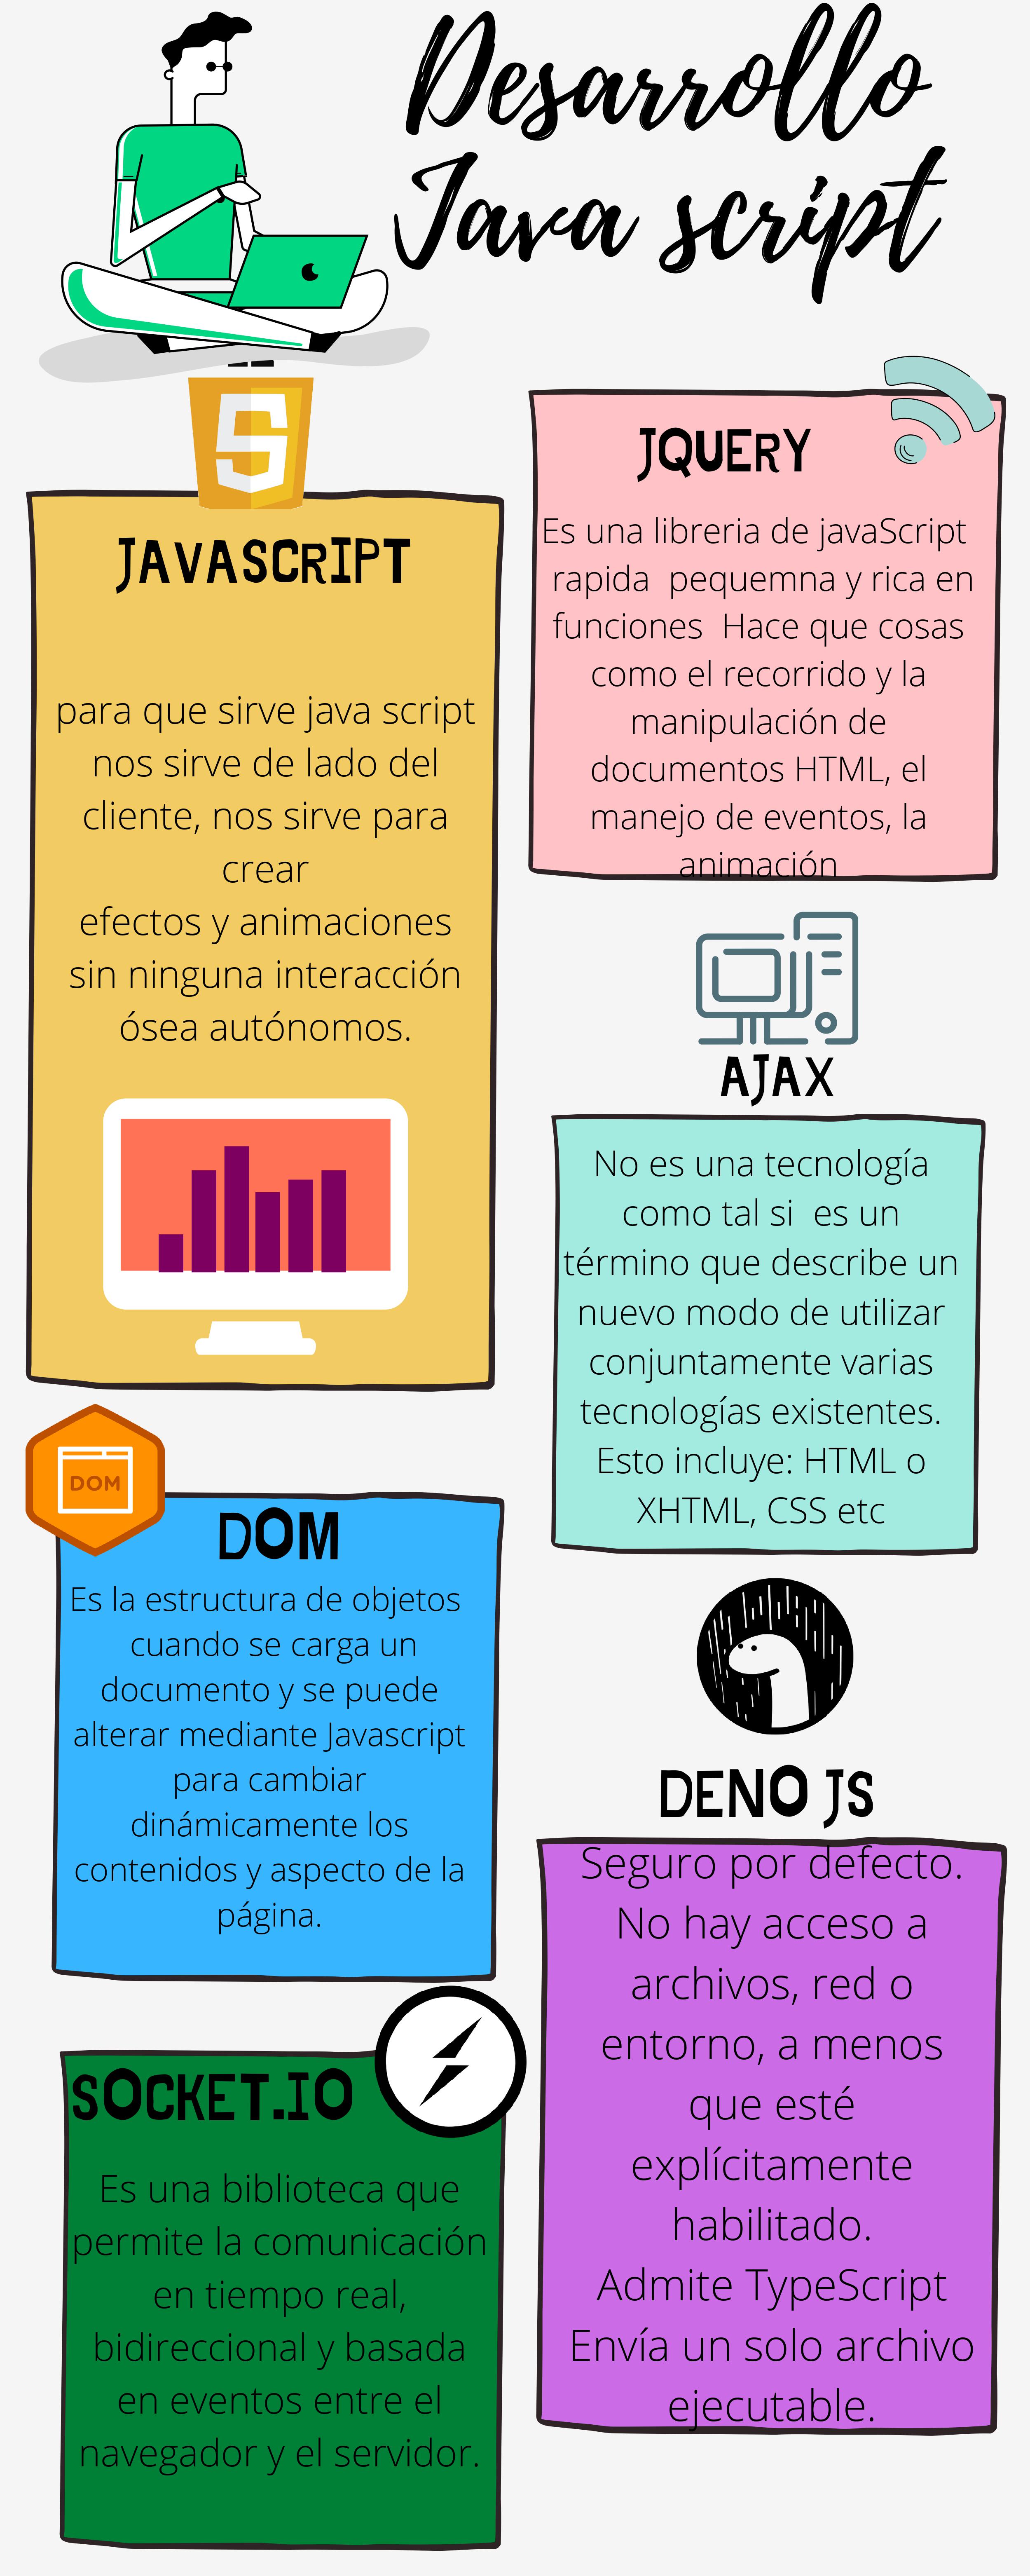 Desarrollo
Java script
JAVASCRIPT
para que sirve java script
nos sirve de lado del
cliente, nos sirve para
crear
efectos y animaciones
sin ninguna interacción
ósea autónomos.
JQUERY
Es una libreria de javaScript
rapida pequemna y rica en
funciones Hace que cosas
como el recorrido y la
manipulación de
documentos HTML, el
manejo de eventos, la
animación
AJAX
No es una tecnología
como tal si es un
término que describe un
nuevo modo de utilizar
conjuntamente varias
tecnologías existentes.
Esto incluye: HTML o
XHTML, CSS etc
DOM
DOM
Es la estructura de objetos
cuando se carga un
documento y se puede
alterar mediante Javascript
para cambiar
dinámicamente los
contenidos y aspecto de la
página.
DENO JS
Seguro por defecto.
No hay acceso a
archivos, red o
entorno, a menos
que esté
explícitamente
habilitado.
Admite TypeScript
Envía un solo archivo
ejecutable.
SOCKET.IO
Es una biblioteca que
permite la comunicación
en tiempo real,
bidireccional y basada
en eventos entre el
navegador y el servidor.